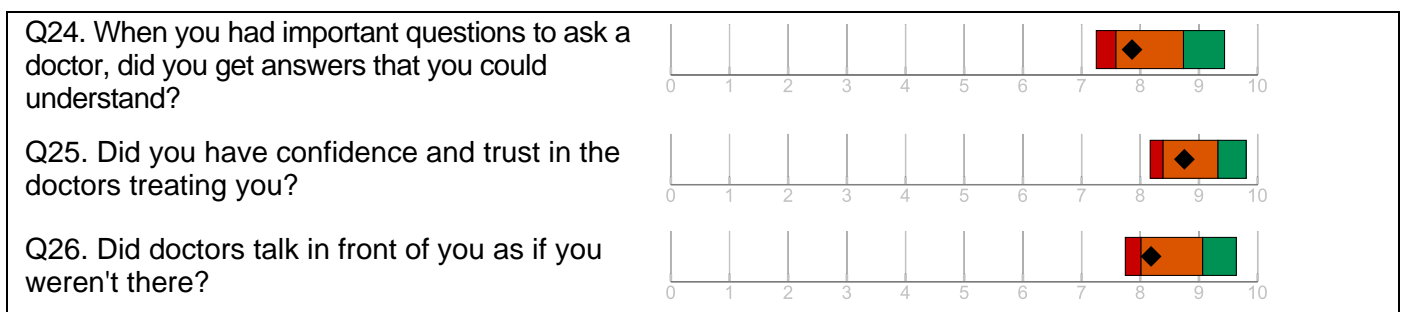 Q24. When you had important questions to ask a
doctor, did you get answers that you could
understand?
0 1 2 3 4 5 6 7 8 9 10
Q25. Did you have confidence and trust in the
doctors treating you?
0 1 2 3 4 5 6 7 8 9 10
Q26. Did doctors talk in front of you as if you
weren't there?
0 1 2 3 4 5 6 7 8 9 10